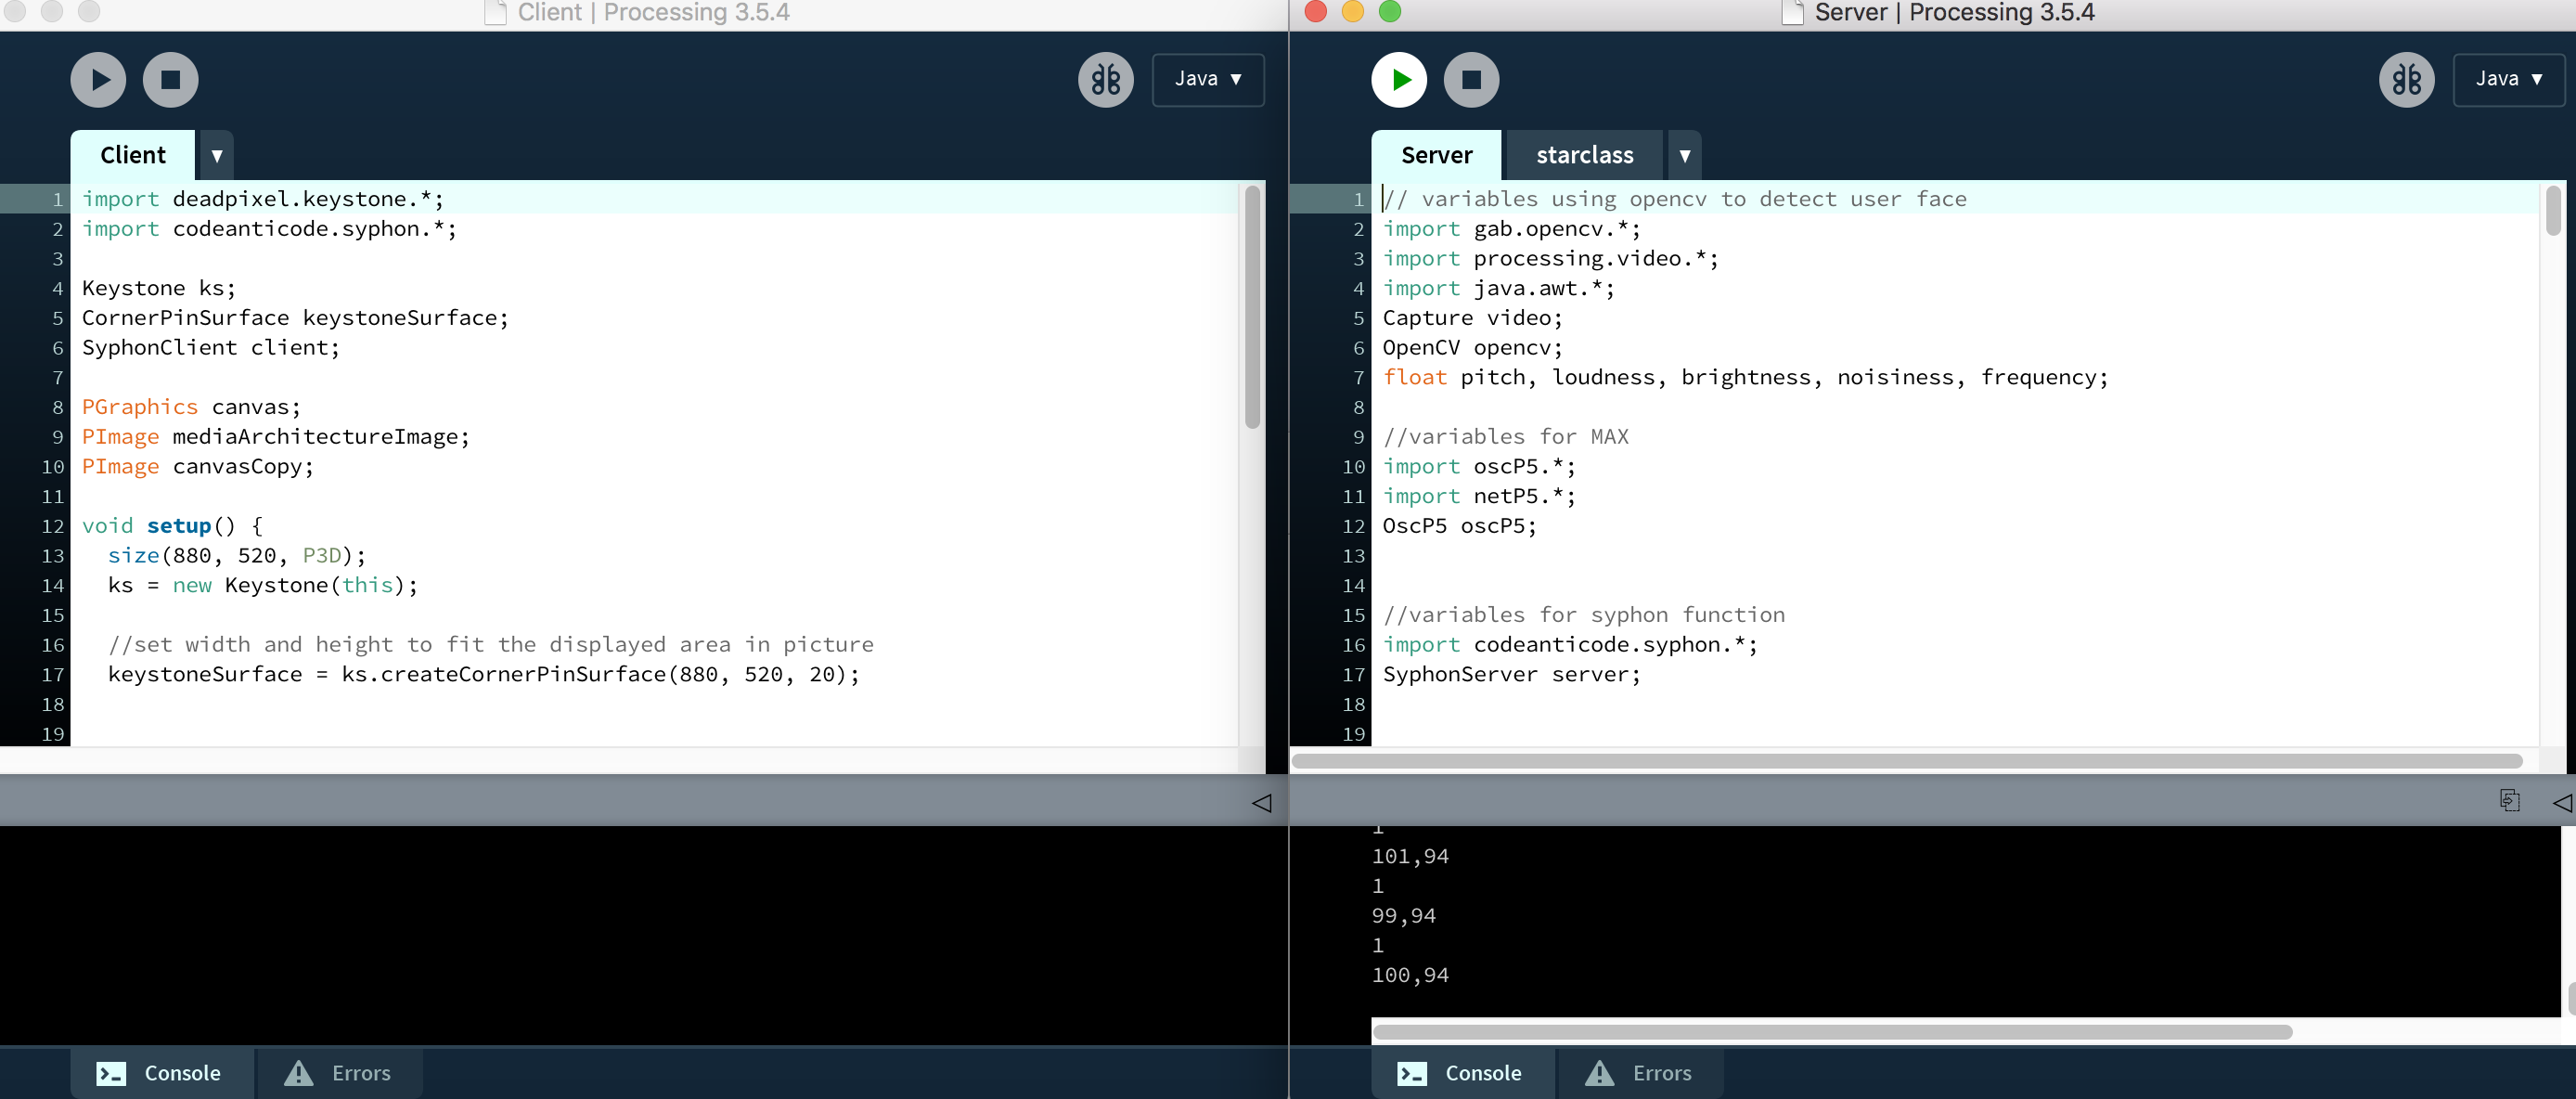 Client | Processing 3.5.4
Java ▼
Client ▼
1 import deadpixel.keystone.*;
2 import codeanticode.syphon.*;
3
4 Keystone ks;
5 CornerPinSurface keystoneSurface;
6 SyphonClient client;
7
8 PGraphics canvas;
9 PImage mediaArchitectureImage;
10 PImage canvasCopy;
11
12 void setup() {
13 size(880, 520, P3D);
14 ks = new Keystone(this);
15
16 //set width and height to fit the displayed area in picture
17 keystoneSurface = ks.createCornerPinSurface(880, 520, 20);
18
19
Console Errors
Server | Processing 3.5.4
Java ▼
Server starclass ▼
1 // variables using opencv to detect user face
2 import gab.opencv.*;
3 import processing.video.*;
4 import java.awt.*;
5 Capture video;
6 OpenCV opencv;
7 float pitch, loudness, brightness, noisiness, frequency;
8
9 //variables for MAX
10 import oscP5.*;
11 import netP5.*;
12 OscP5 oscP5;
13
14
15 //variables for syphon function
16 import codeanticode.syphon.*;
17 SyphonServer server;
18
19
1
101,94
1
99,94
1
100,94
Console Errors